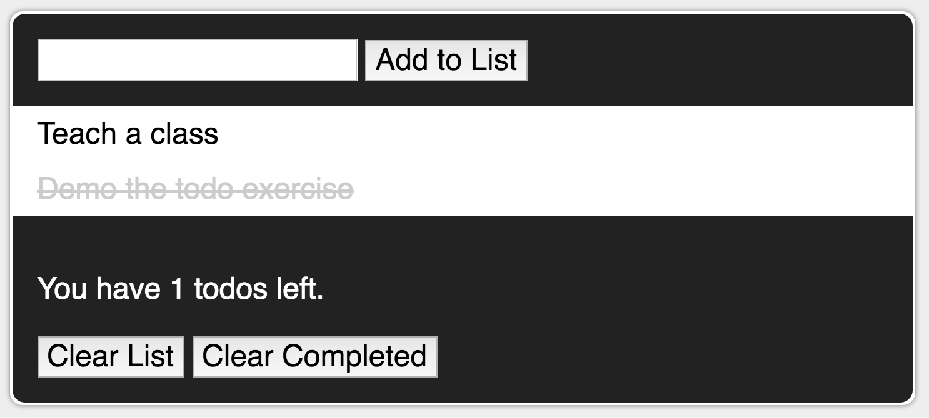 Add to List
Teach a class
Demo the todo exercise
You have 1 todos left.
Clear List Clear Completed